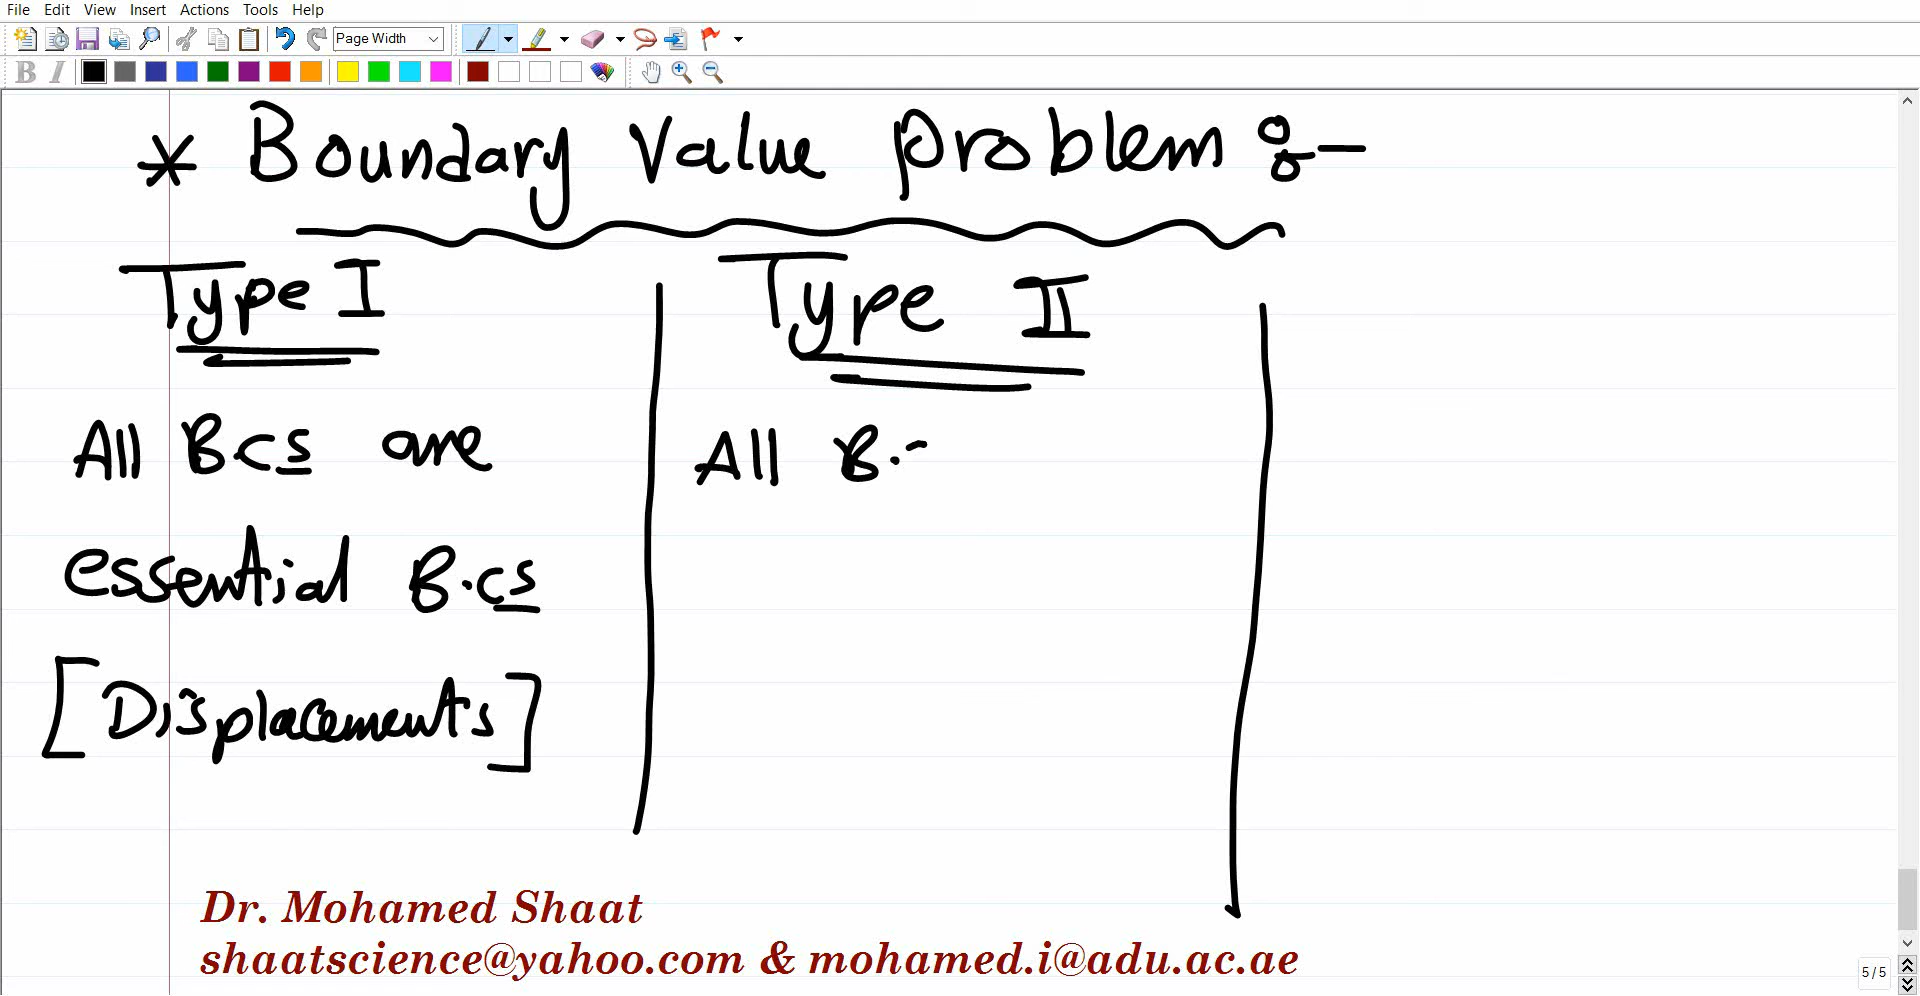 File Edit View Insert Actions Tools Help
Page Width
B I
* Boundary Value Problem :-
Type I
All BCs are
essential B.Cs
[Displacements]
Type II
All B.
Dr. Mohamed Shaat
shaatscience@yahoo.com & mohamed.i@adu.ac.ae
5/5